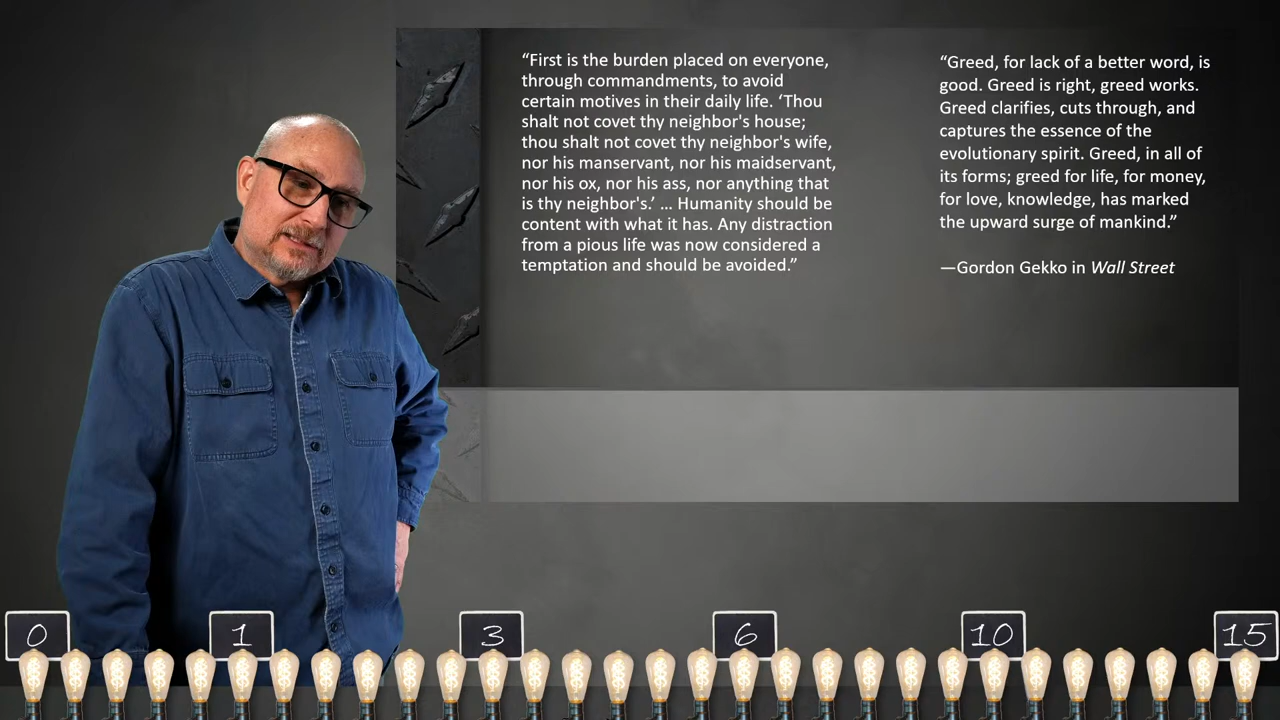 “First is the burden placed on everyone,
through commandments, to avoid
certain motives in their daily life. ‘Thou
shalt not covet thy neighbor's house;
thou shalt not covet thy neighbor's wife,
nor his manservant, nor his maidservant,
nor his ox, nor his ass, nor anything that
is thy neighbor's.’ ... Humanity should be
content with what it has. Any distraction
from a pious life was now considered a
temptation and should be avoided.”
“Greed, for lack of a better word, is
good. Greed is right, greed works.
Greed clarifies, cuts through, and
captures the essence of the
evolutionary spirit. Greed, in all of
its forms; greed for life, for money,
for love, knowledge, has marked
the upward surge of mankind.”
—Gordon Gekko in Wall Street
0
1
3
6
10
15